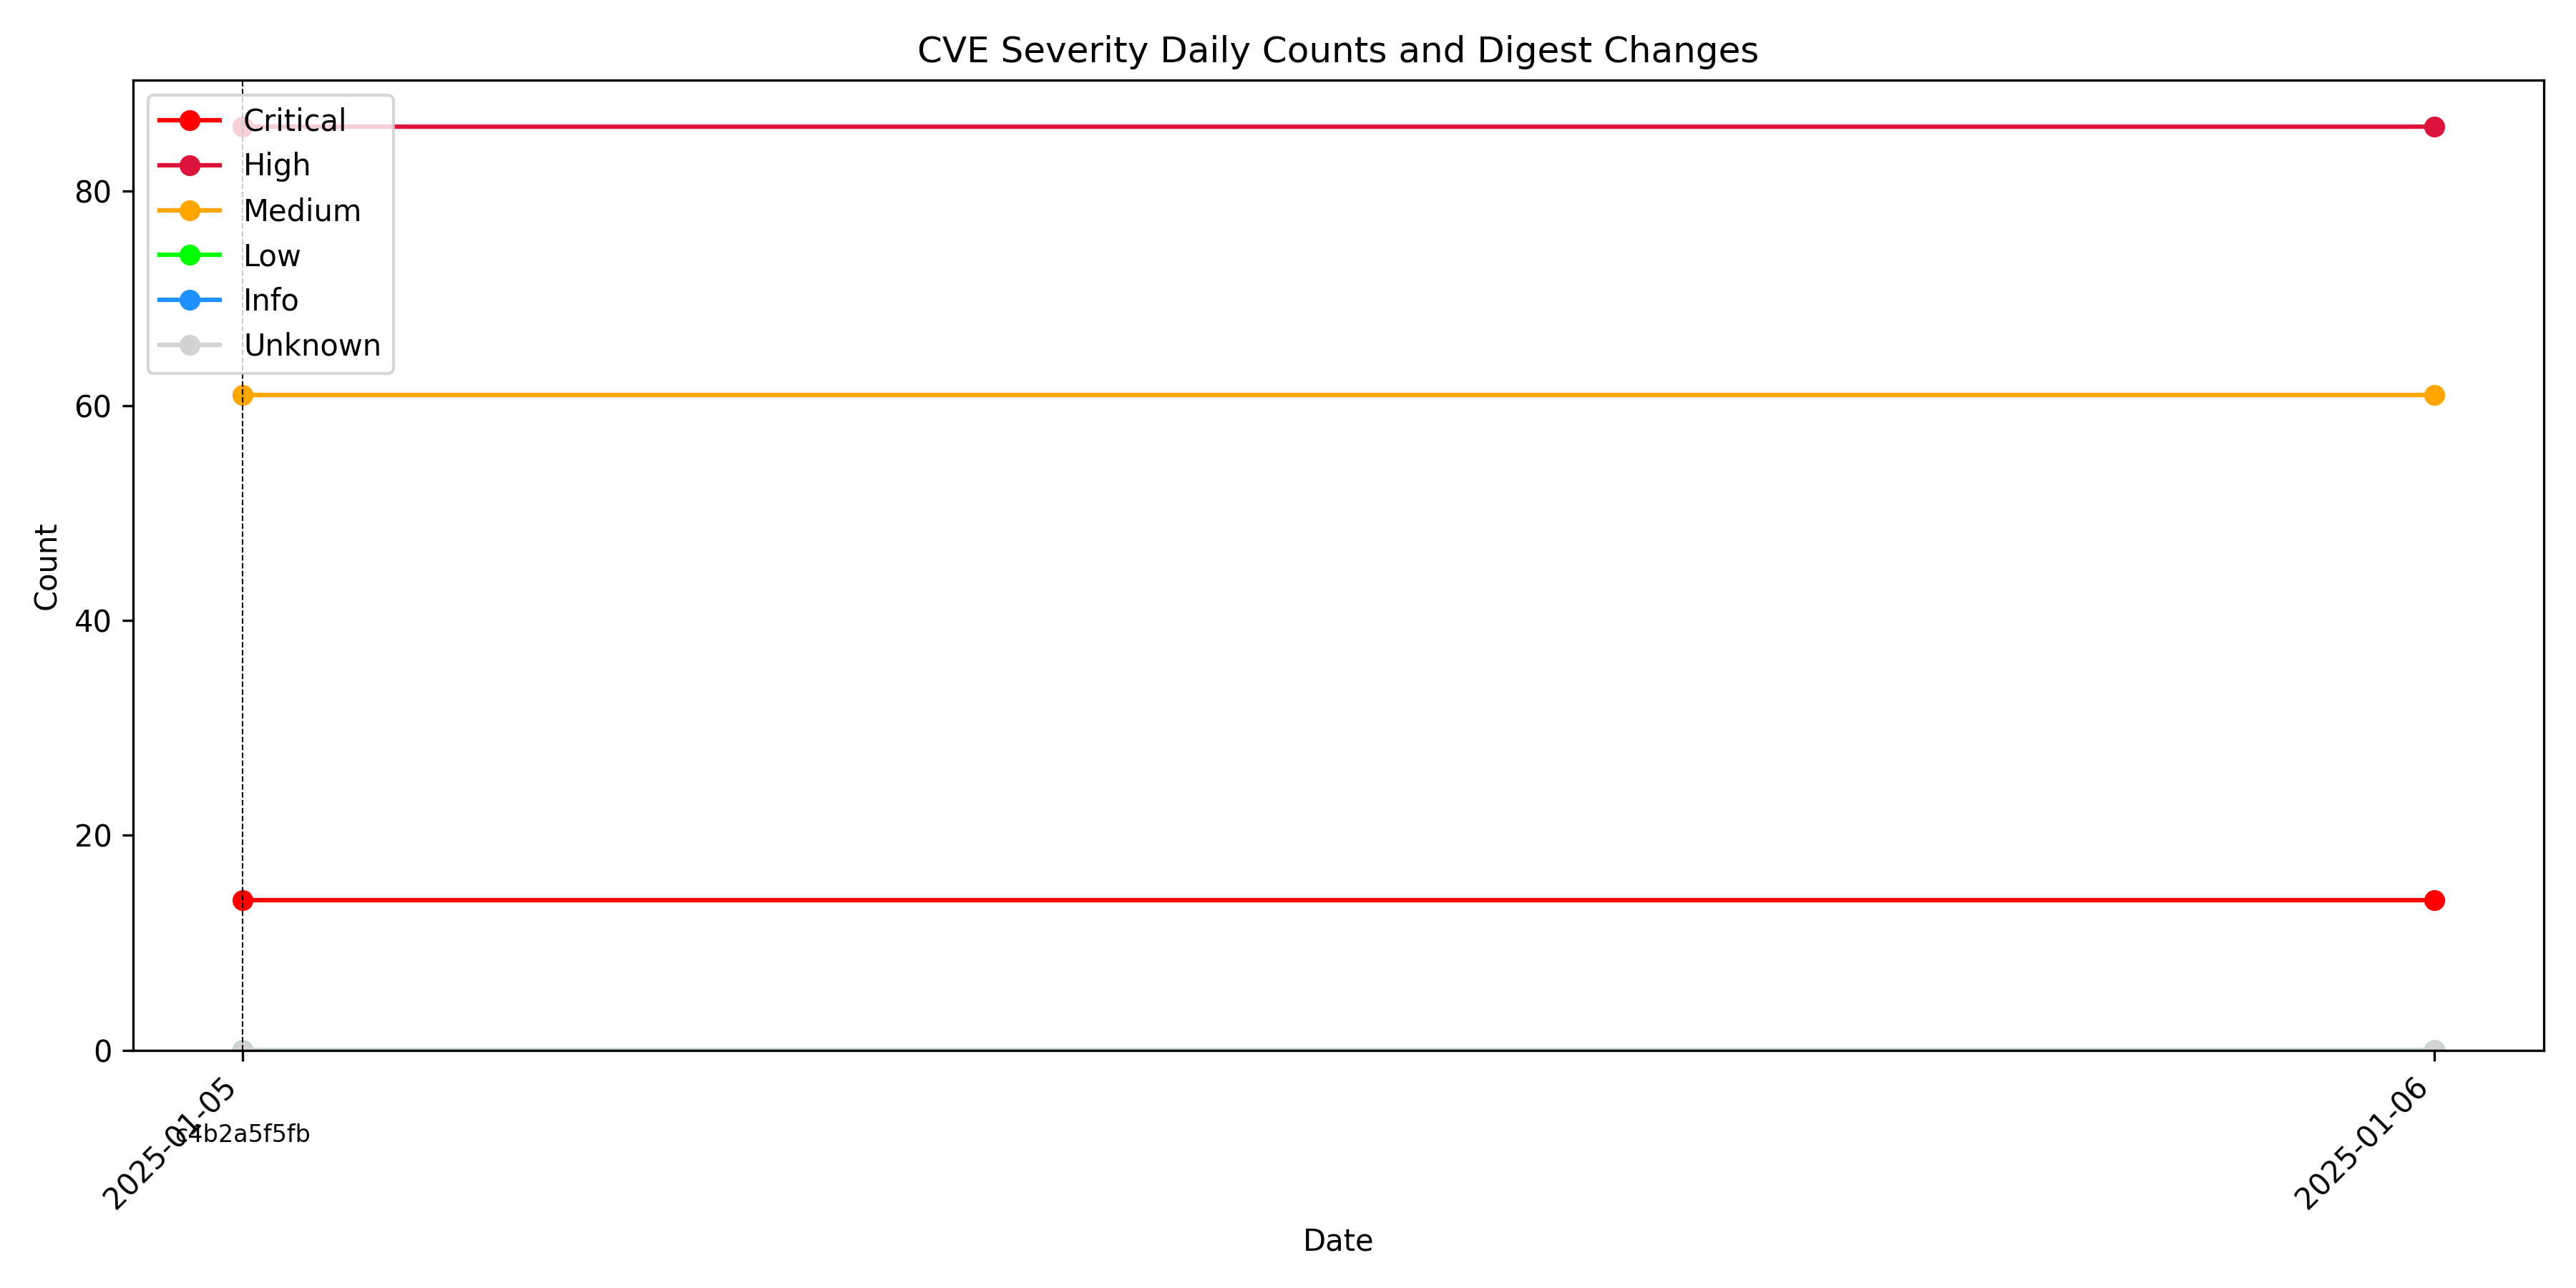 CVE Severity Daily Counts and Digest Changes
Critical
High
Medium
Low
Info
Unknown
80
60
40
20
0
Count
2025-01-05
c4b2a5f5fb
2025-01-06
Date